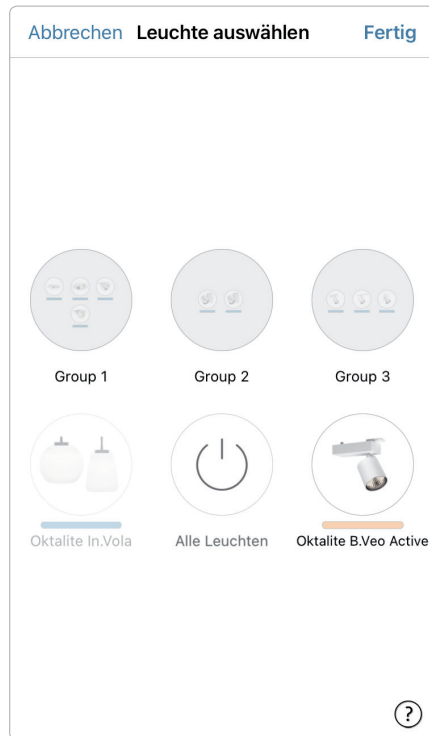 Abbrechen Leuchte auswählen Fertig
Group 1 Group 2 Group 3
Oktalite In.Vola Alle Leuchten Oktalite B.Veo Active
?